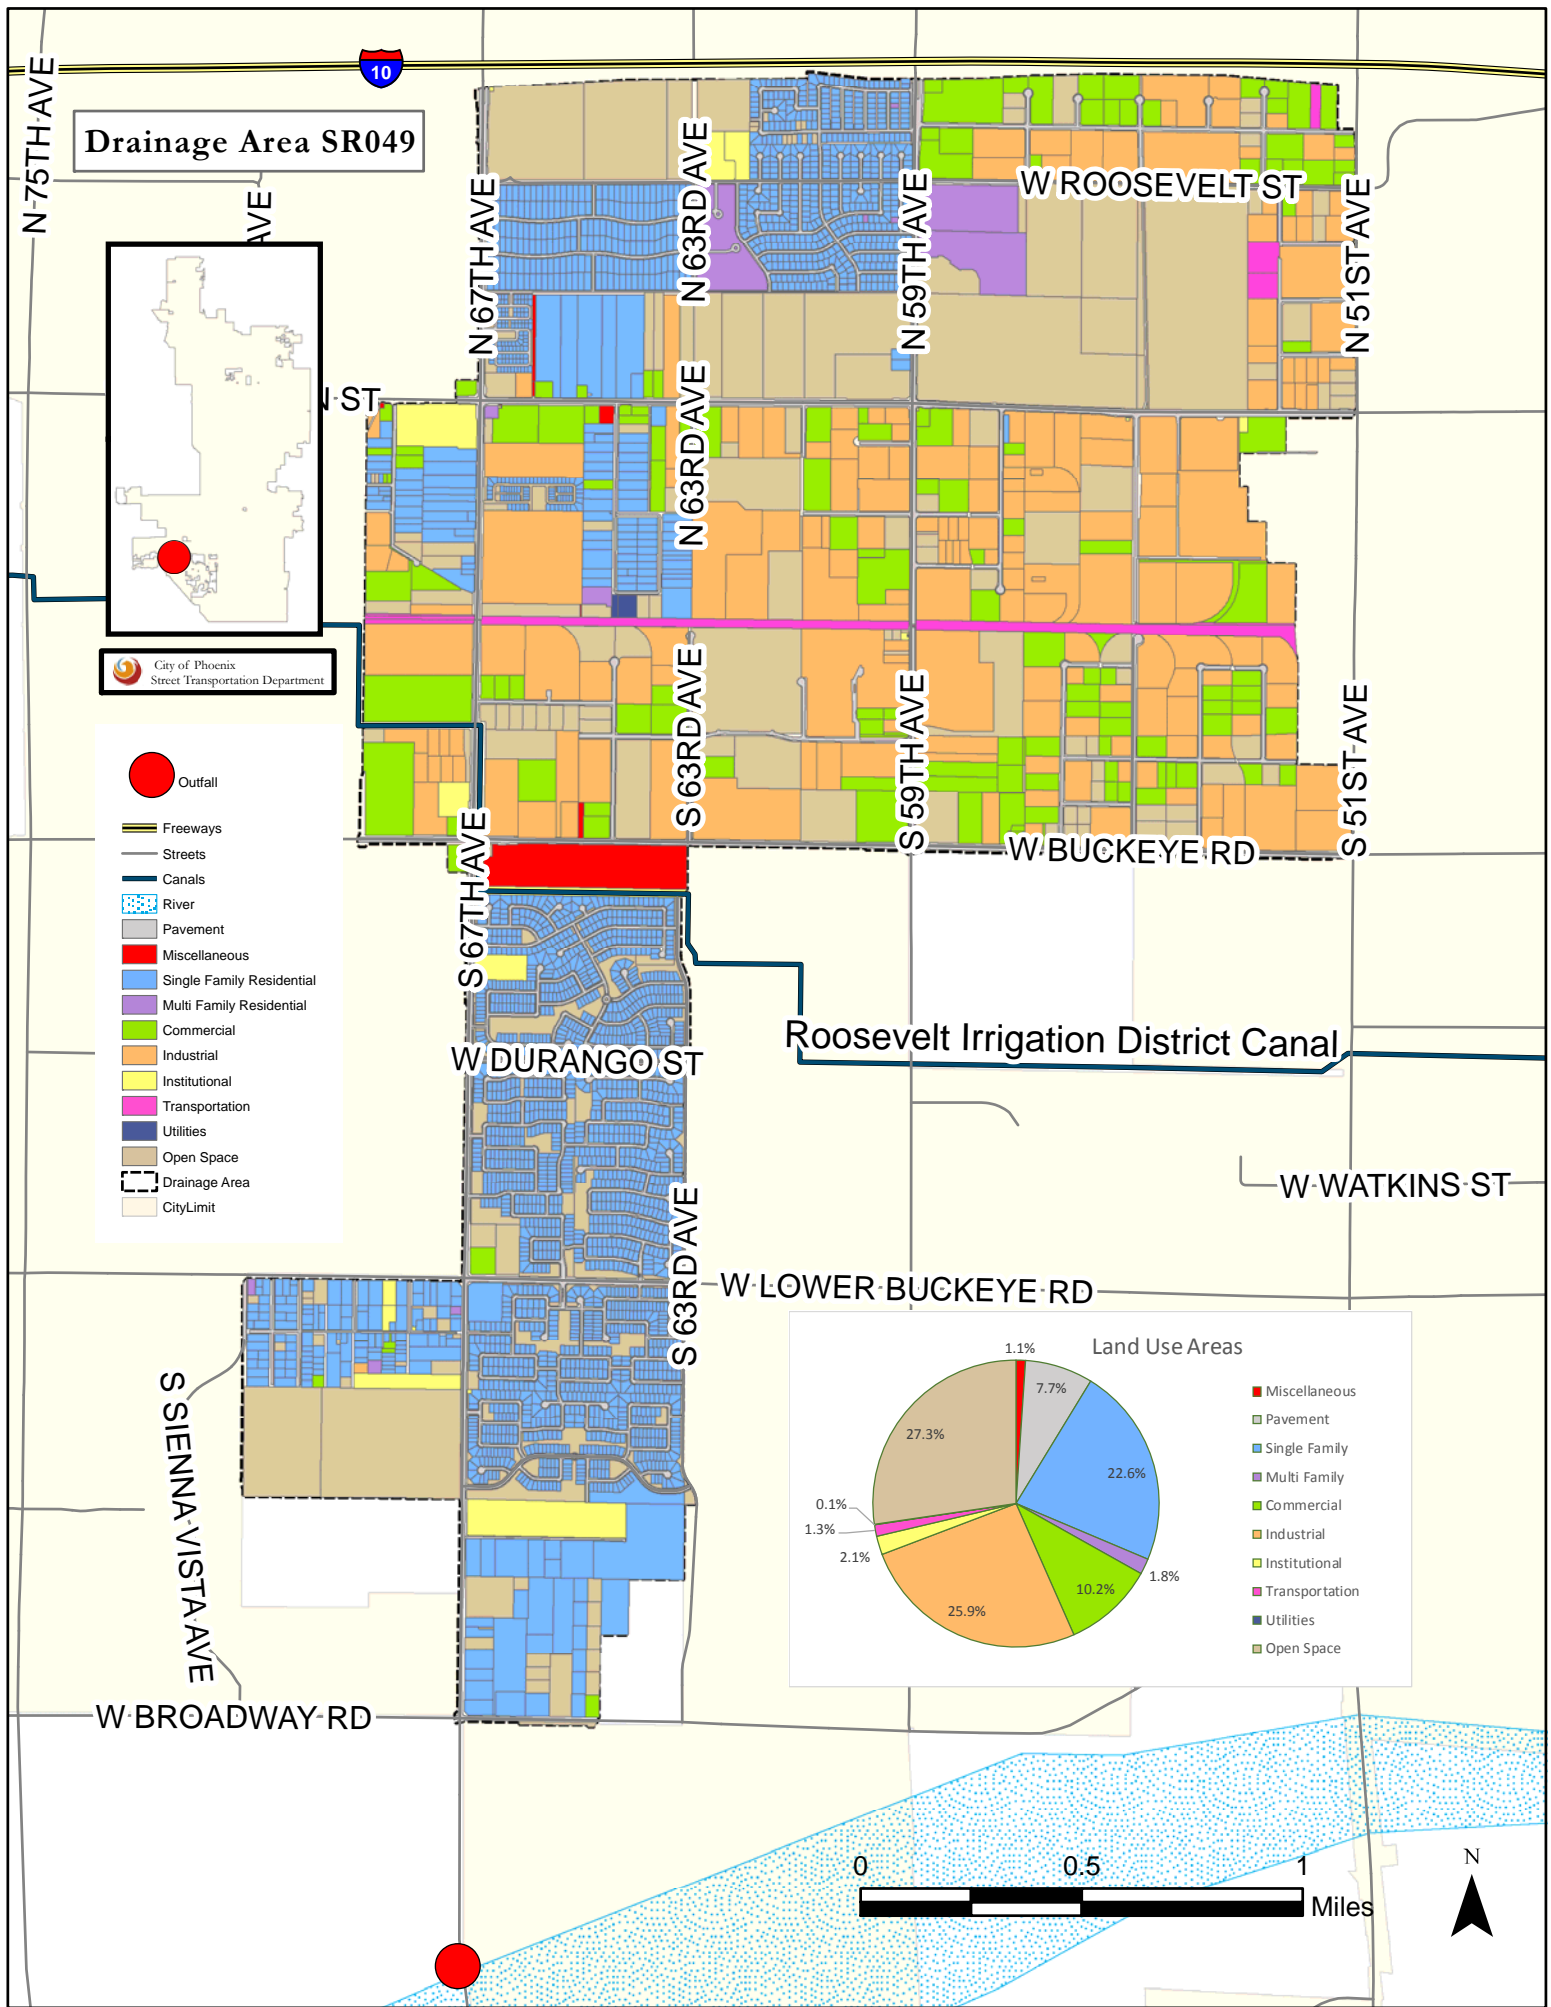 10
N 75TH AVE
Drainage Area SR049
AVE
N 67TH AVE
N 63RD AVE
N 59TH AVE
W ROOSEVELT ST
N 51ST AVE
N ST
N 63RD AVE
City of Phoenix
Street Transportation Department
S 63RD AVE
S 59TH AVE
S 51ST AVE
S 67TH AVE
W BUCKEYE RD
Outfall
Freeways
Streets
Canals
River
Pavement
Miscellaneous
Single Family Residential
Multi Family Residential
Commercial
Industrial
Institutional
Transportation
Utilities
Open Space
Drainage Area
CityLimit
Roosevelt Irrigation District Canal
W DURANGO ST
W WATKINS ST
S 63RD AVE
W LOWER BUCKEYE RD
S SIENNA VISTA AVE
W BROADWAY RD
Land Use Areas
1.1%
7.7%
22.6%
1.8%
10.2%
25.9%
2.1%
1.3%
0.1%
27.3%
Miscellaneous
Pavement
Single Family
Multi Family
Commercial
Industrial
Institutional
Transportation
Utilities
Open Space
0 0.5 1
Miles
N